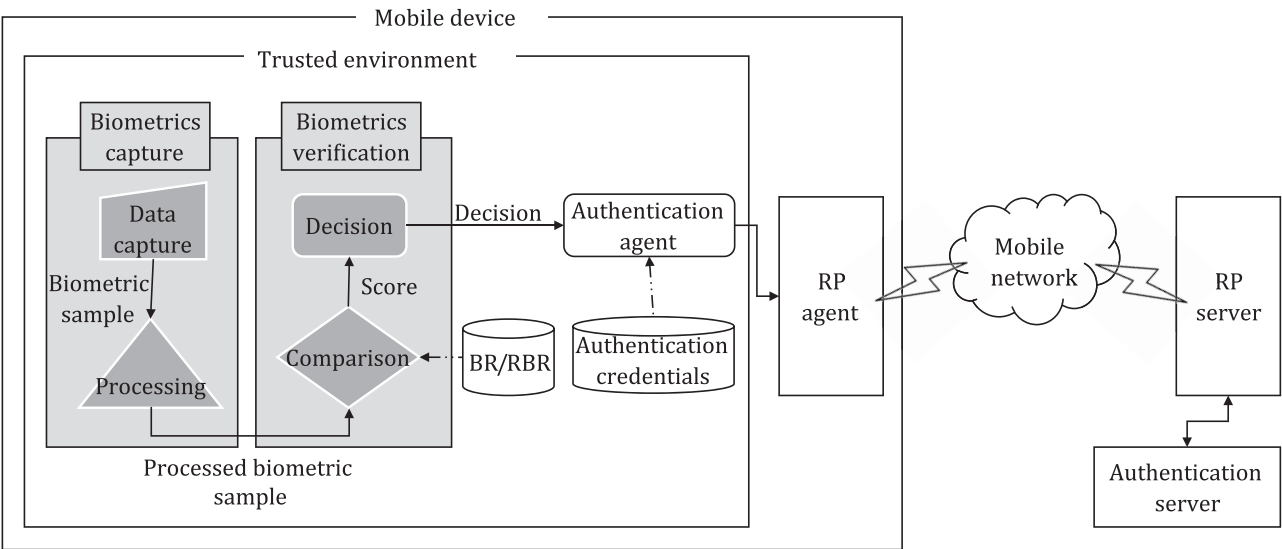 Mobile device
Trusted environment
Biometrics
capture
Biometrics
verification
Data
capture
Decision
Decision
Authentication
agent
Biometric
sample
Score
Processing
Comparison
BR/RBR
Authentication
credentials
Processed biometric
sample
RP
agent
Mobile
network
RP
server
Authentication
server